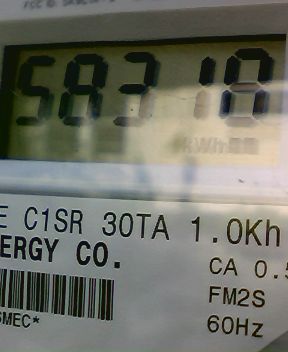 58318
kWh
E C1SR 30TA 1.0Kh
ERGY CO.
CA 0.5
FM2S
60Hz
SMEC*